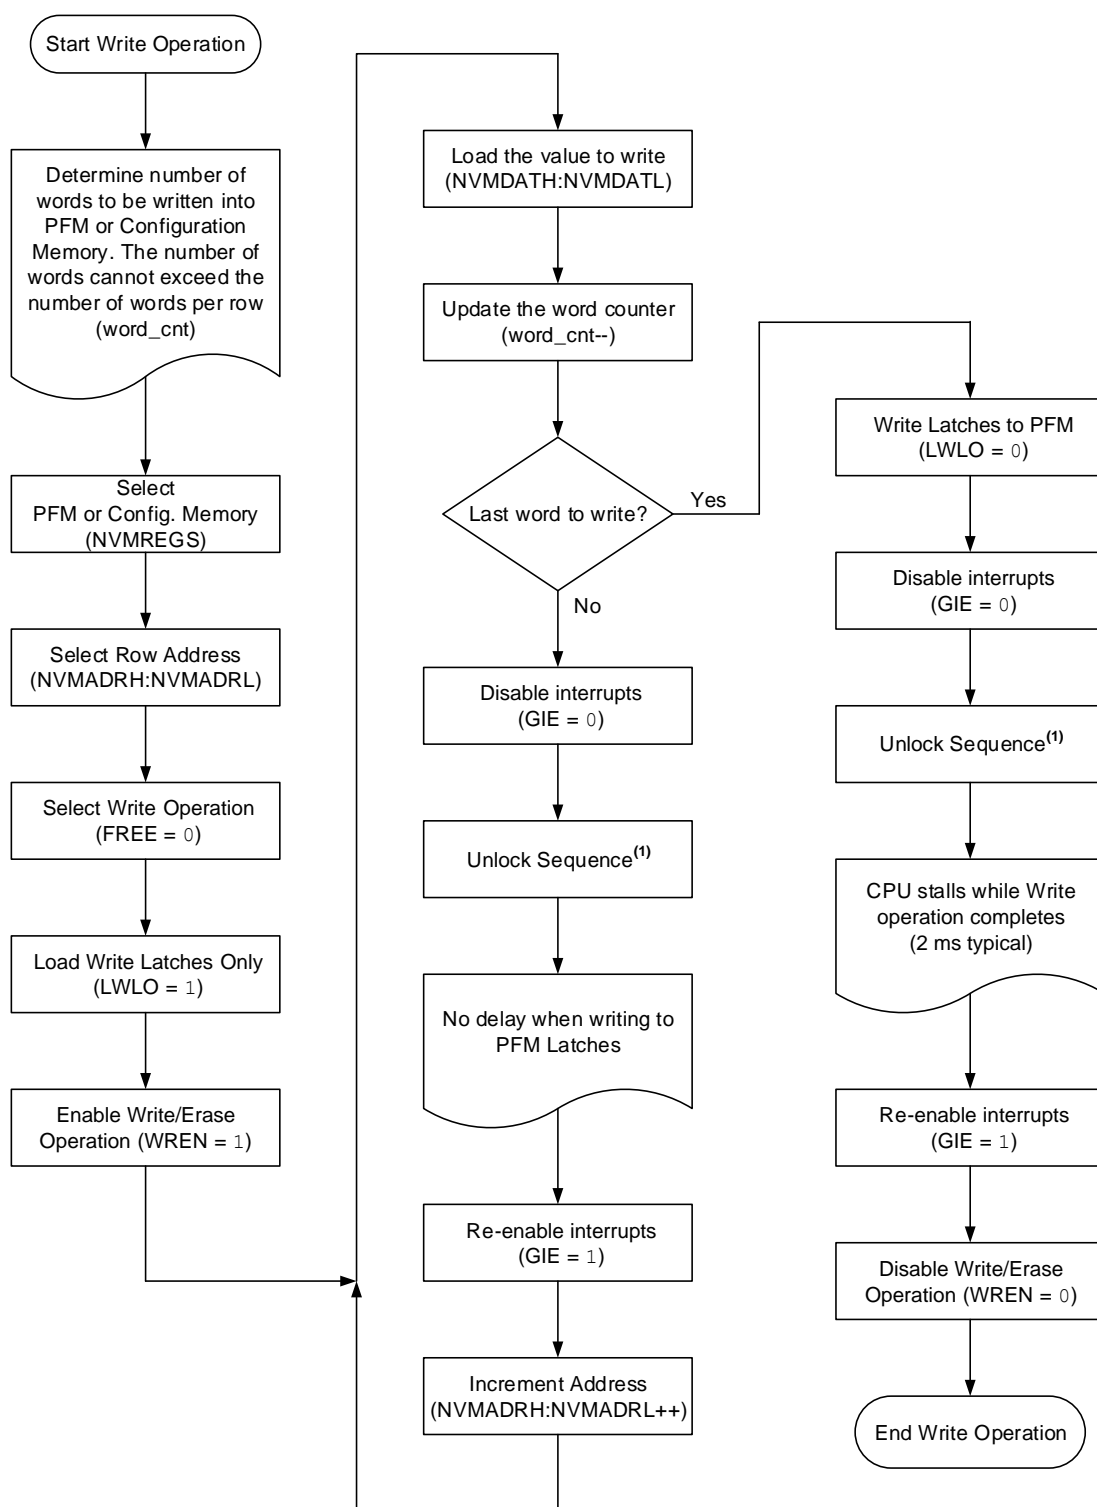 Start Write Operation
Determine number of
words to be written into
PFM or Configuration
Memory. The number of
words cannot exceed the
number of words per row
(word_cnt)
Select
PFM or Config. Memory
(NVMREGS)
Select Row Address
(NVMADRH:NVMADRL)
Select Write Operation
(FREE = 0)
Load Write Latches Only
(LWLO = 1)
Enable Write/Erase
Operation (WREN = 1)
Load the value to write
(NVMDATH:NVMDATL)
Update the word counter
(word_cnt--)
Last word to write?
Yes
No
Disable interrupts
(GIE = 0)
Unlock Sequence(1)
No delay when writing to
PFM Latches
Re-enable interrupts
(GIE = 1)
Increment Address
(NVMADRH:NVMADRL++)
Write Latches to PFM
(LWLO = 0)
Disable interrupts
(GIE = 0)
Unlock Sequence(1)
CPU stalls while Write
operation completes
(2 ms typical)
Re-enable interrupts
(GIE = 1)
Disable Write/Erase
Operation (WREN = 0)
End Write Operation